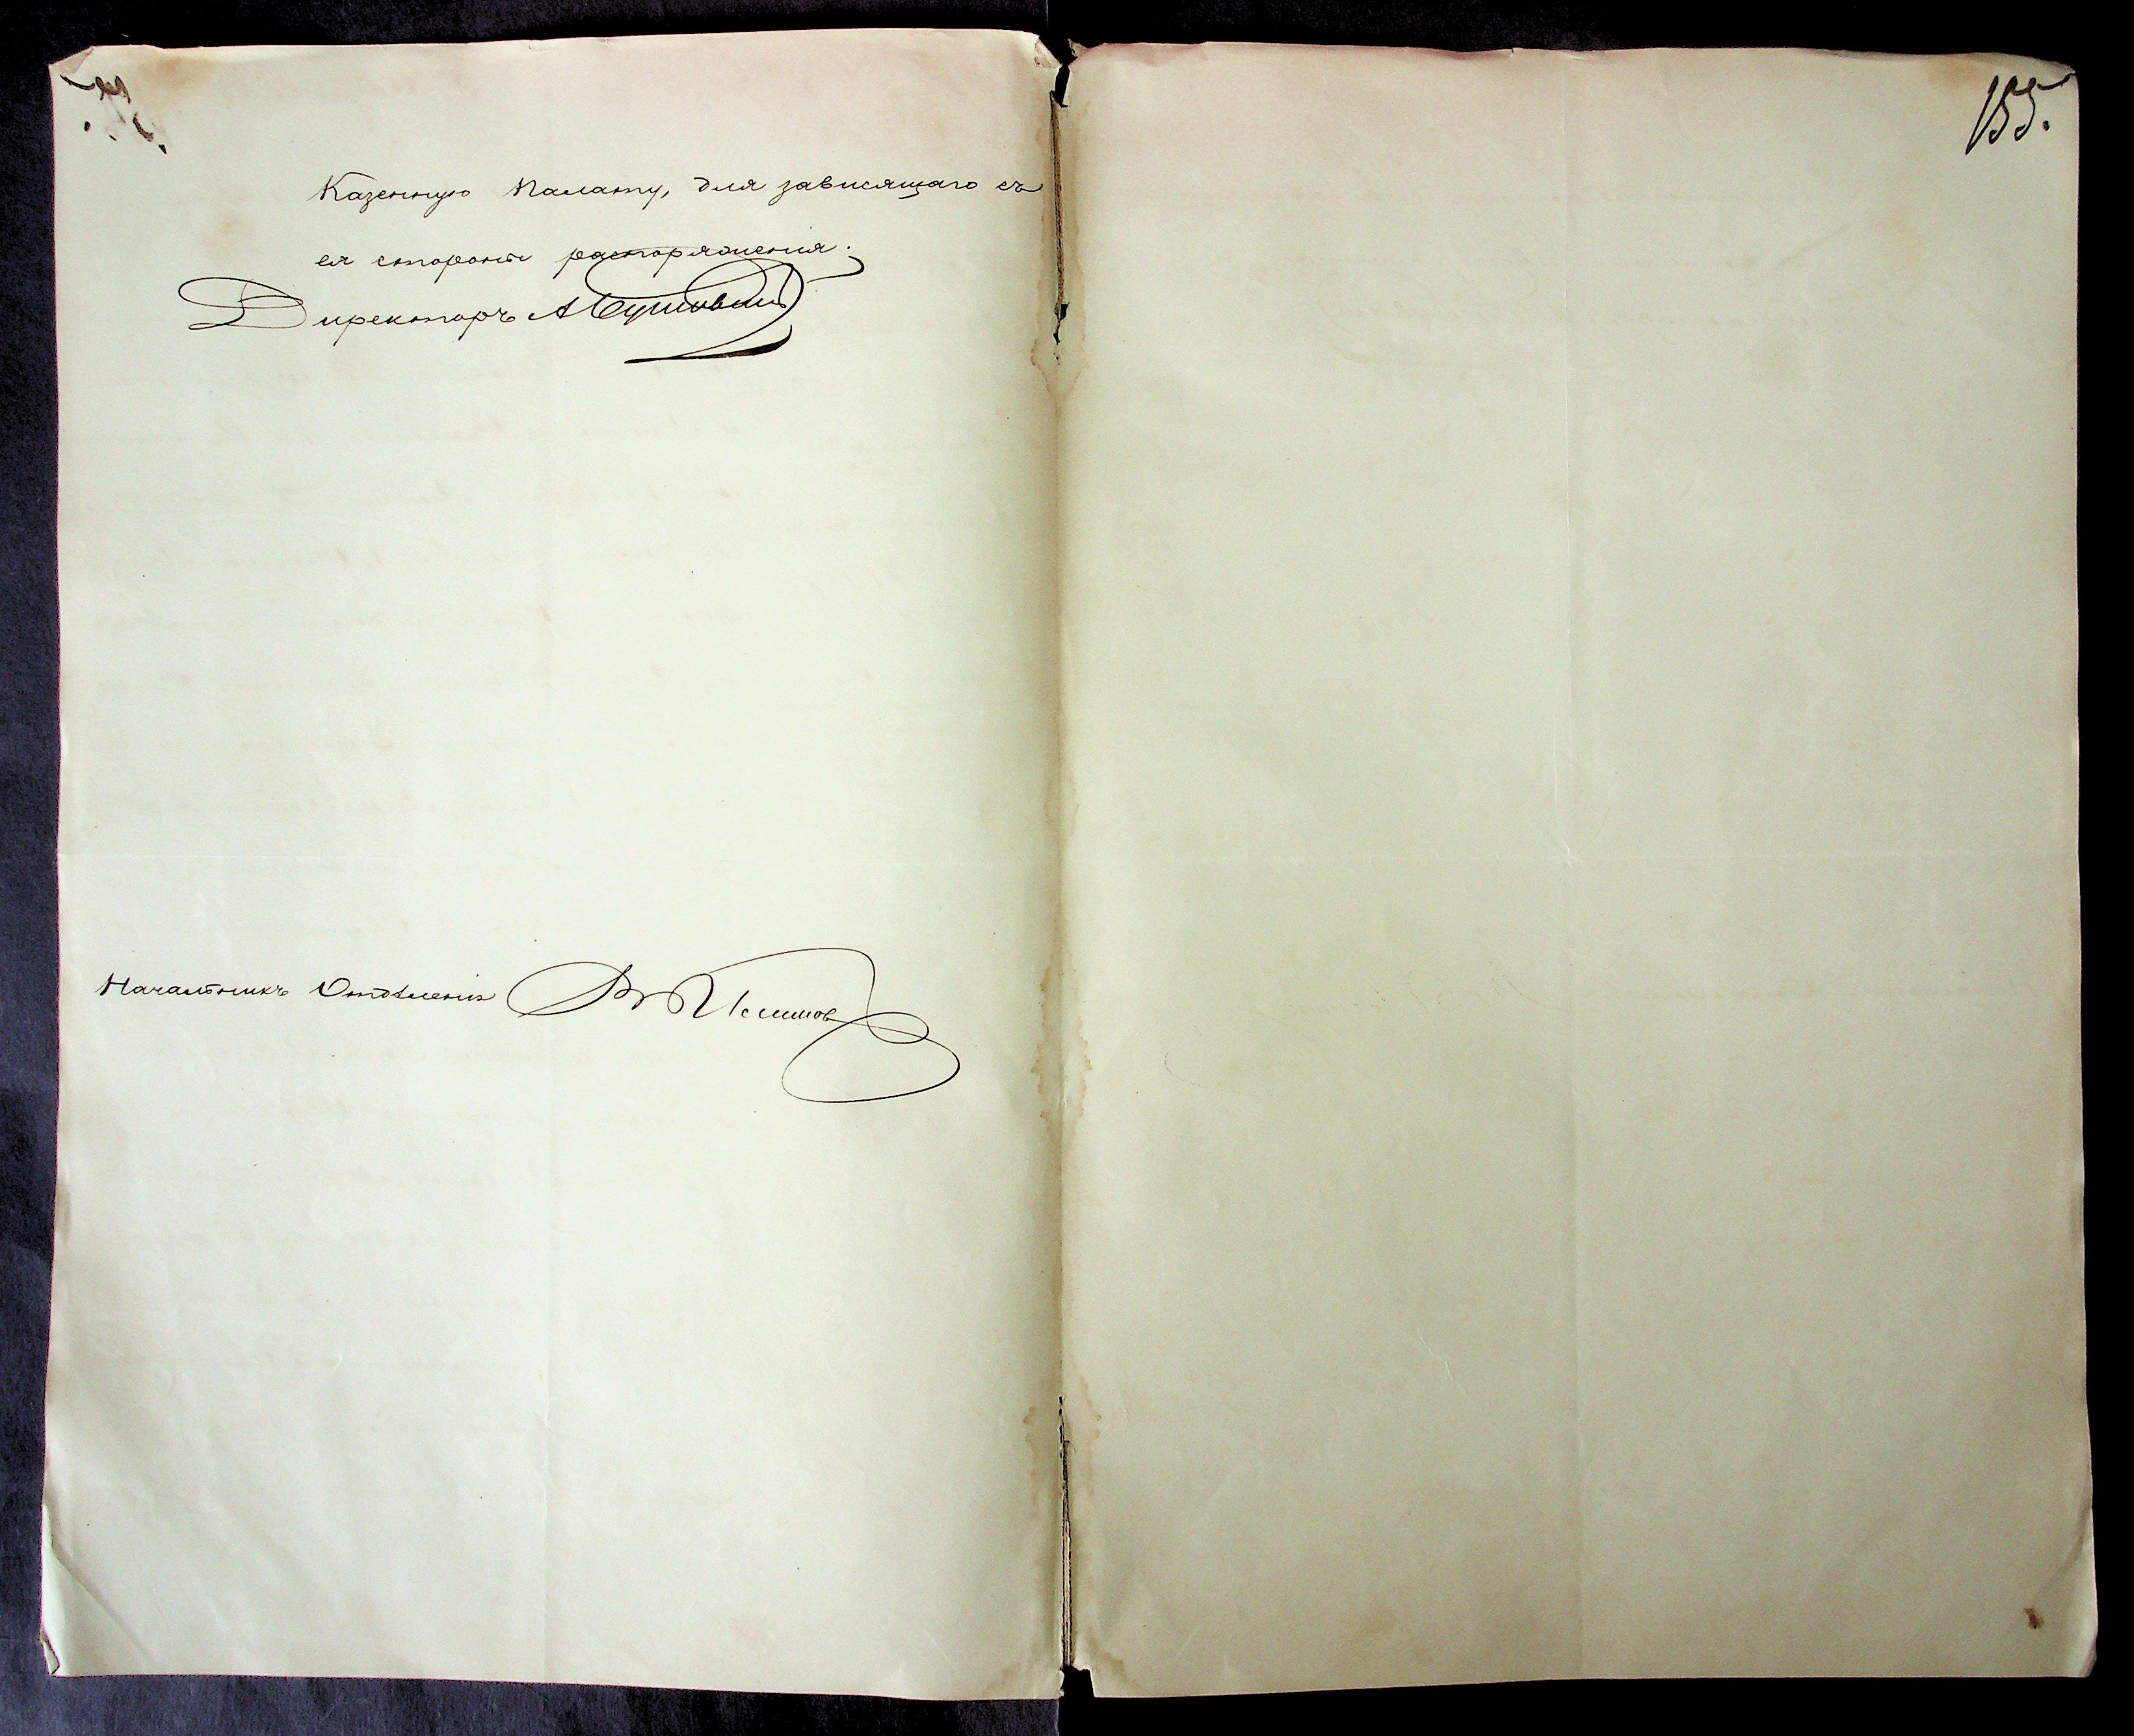 Казенную Палату, для зависящаго съ
ея стороны распоряженія.
Директоръ А
Начальникъ Отдѣленія
155.